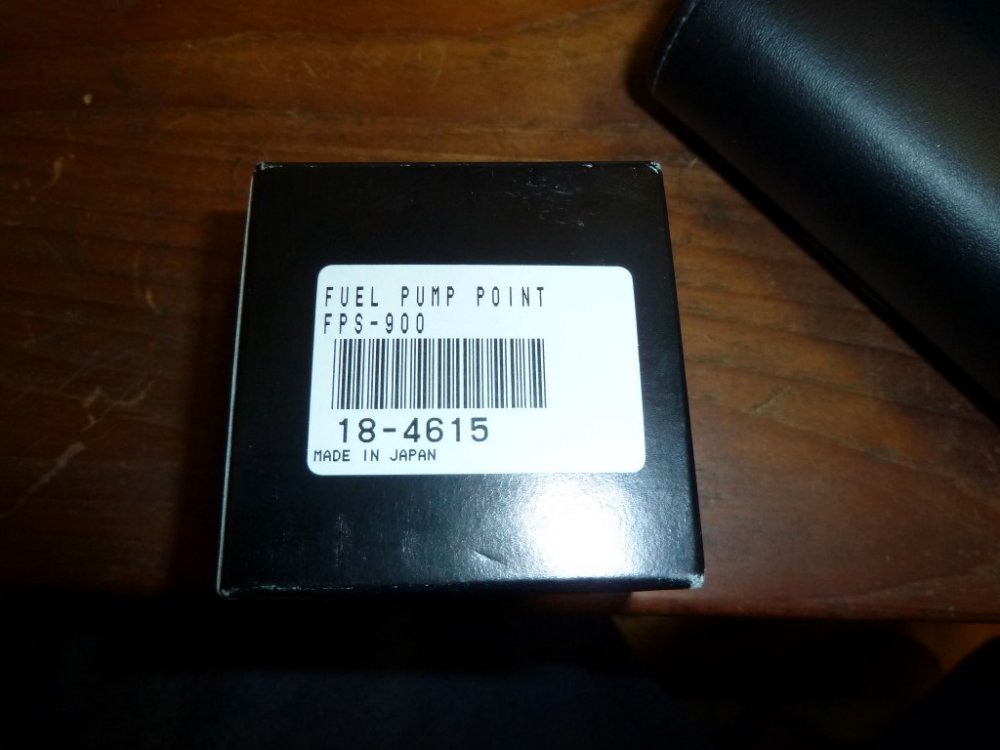 FUEL PUMP POINT
FPS-900
18-4615
MADE IN JAPAN